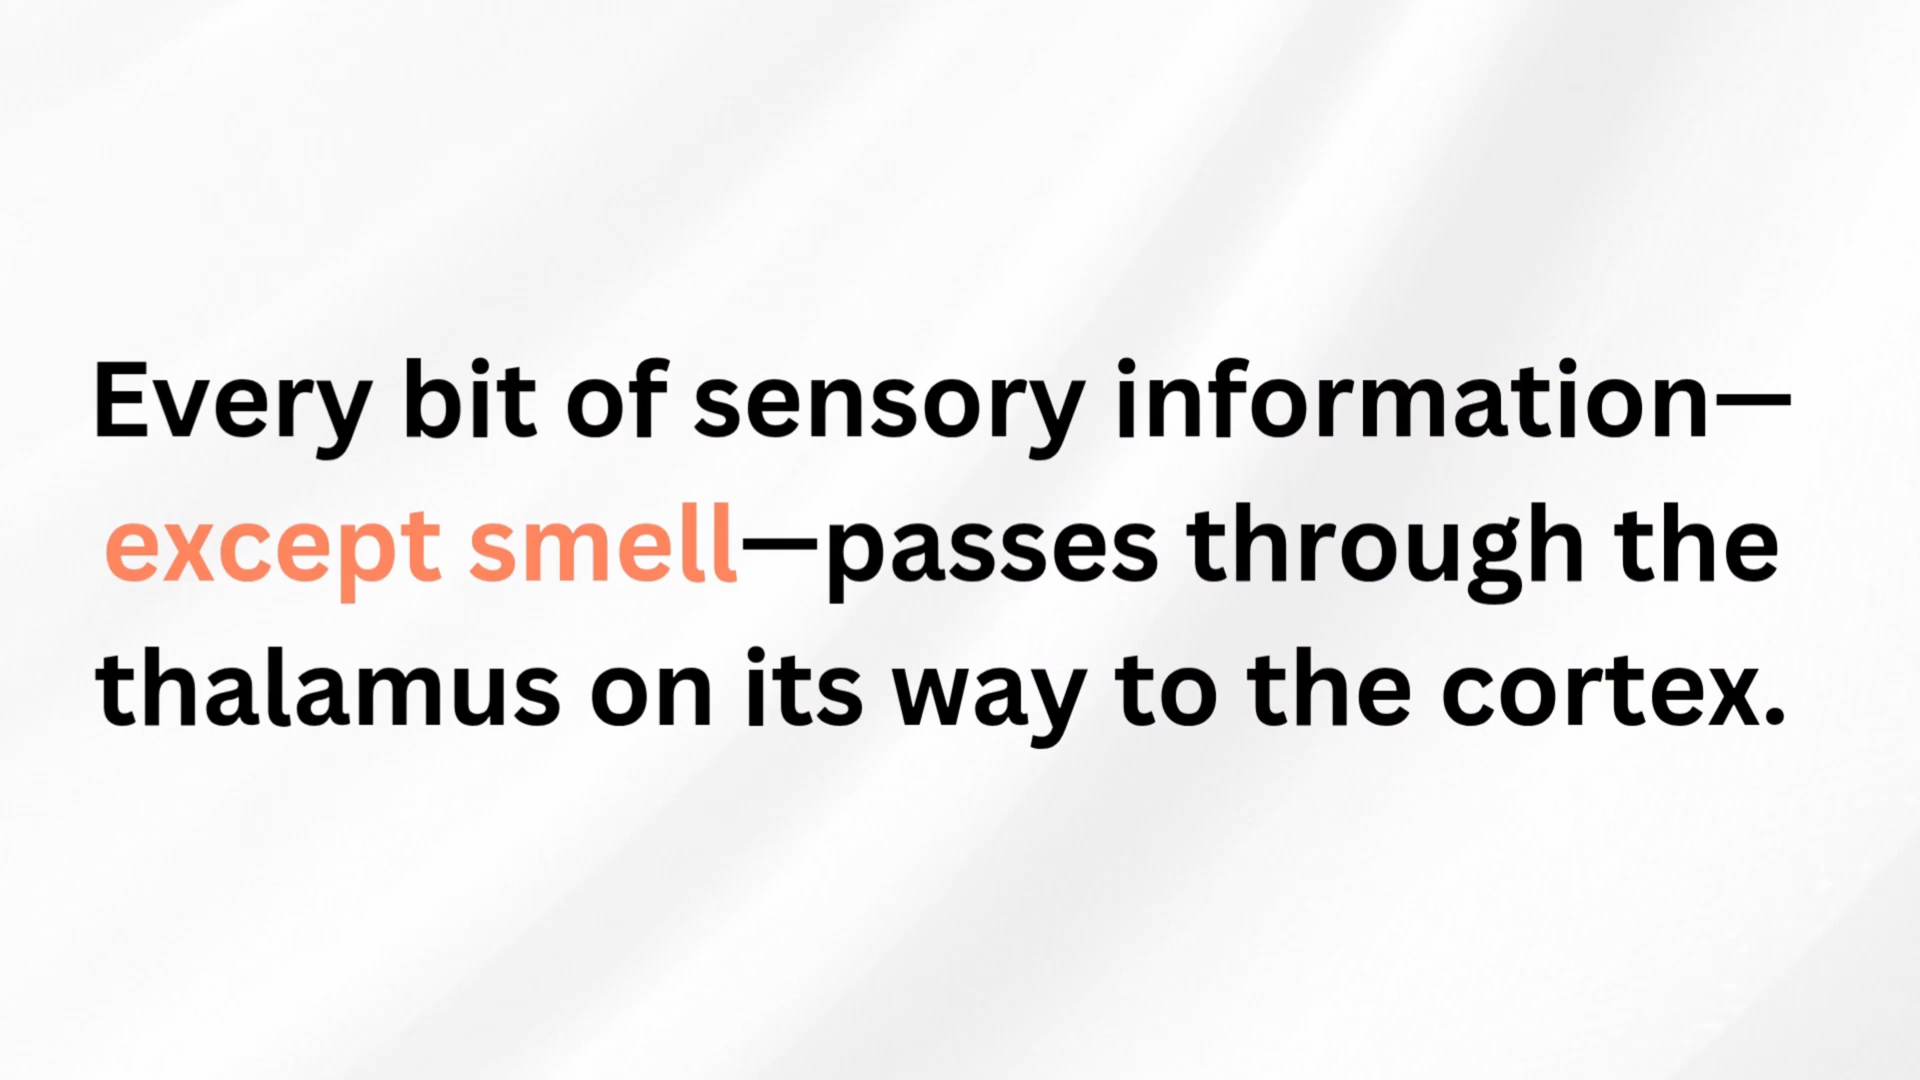 Every bit of sensory information—
except smell—passes through the
thalamus on its way to the cortex.